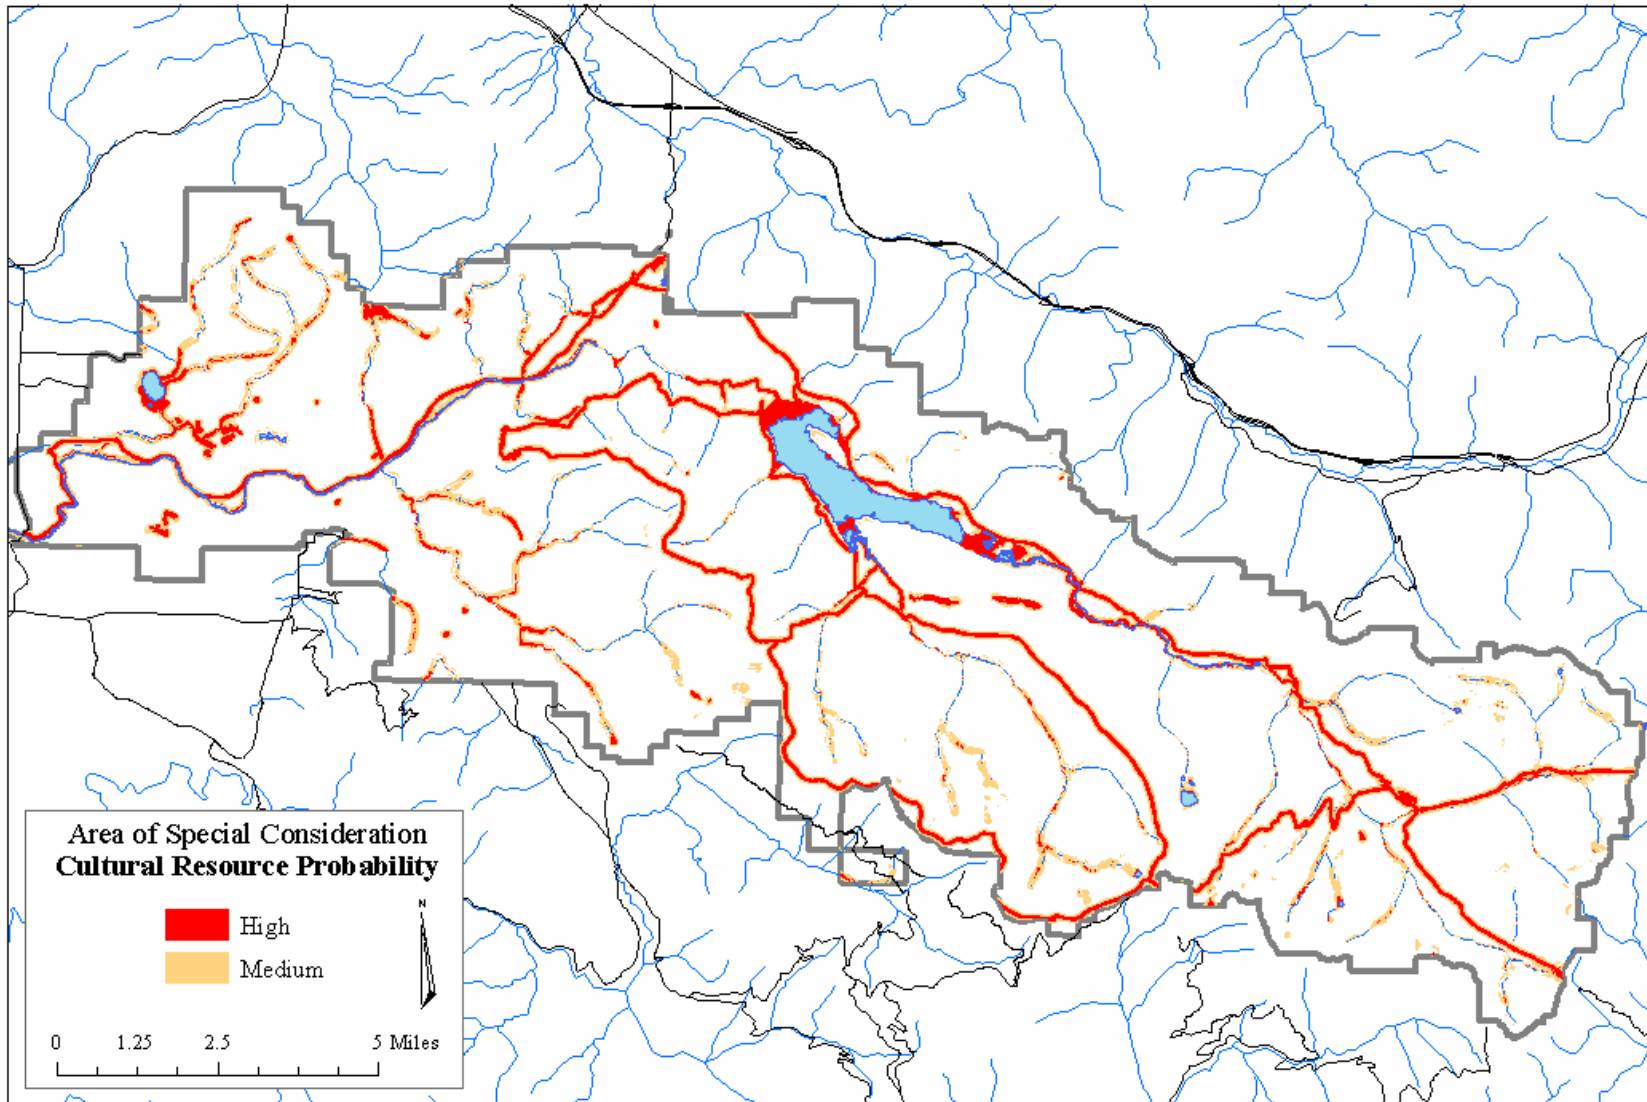 Area of Special Consideration
Cultural Resource Probability
High
Medium
N
0 1.25 2.5 5 Miles